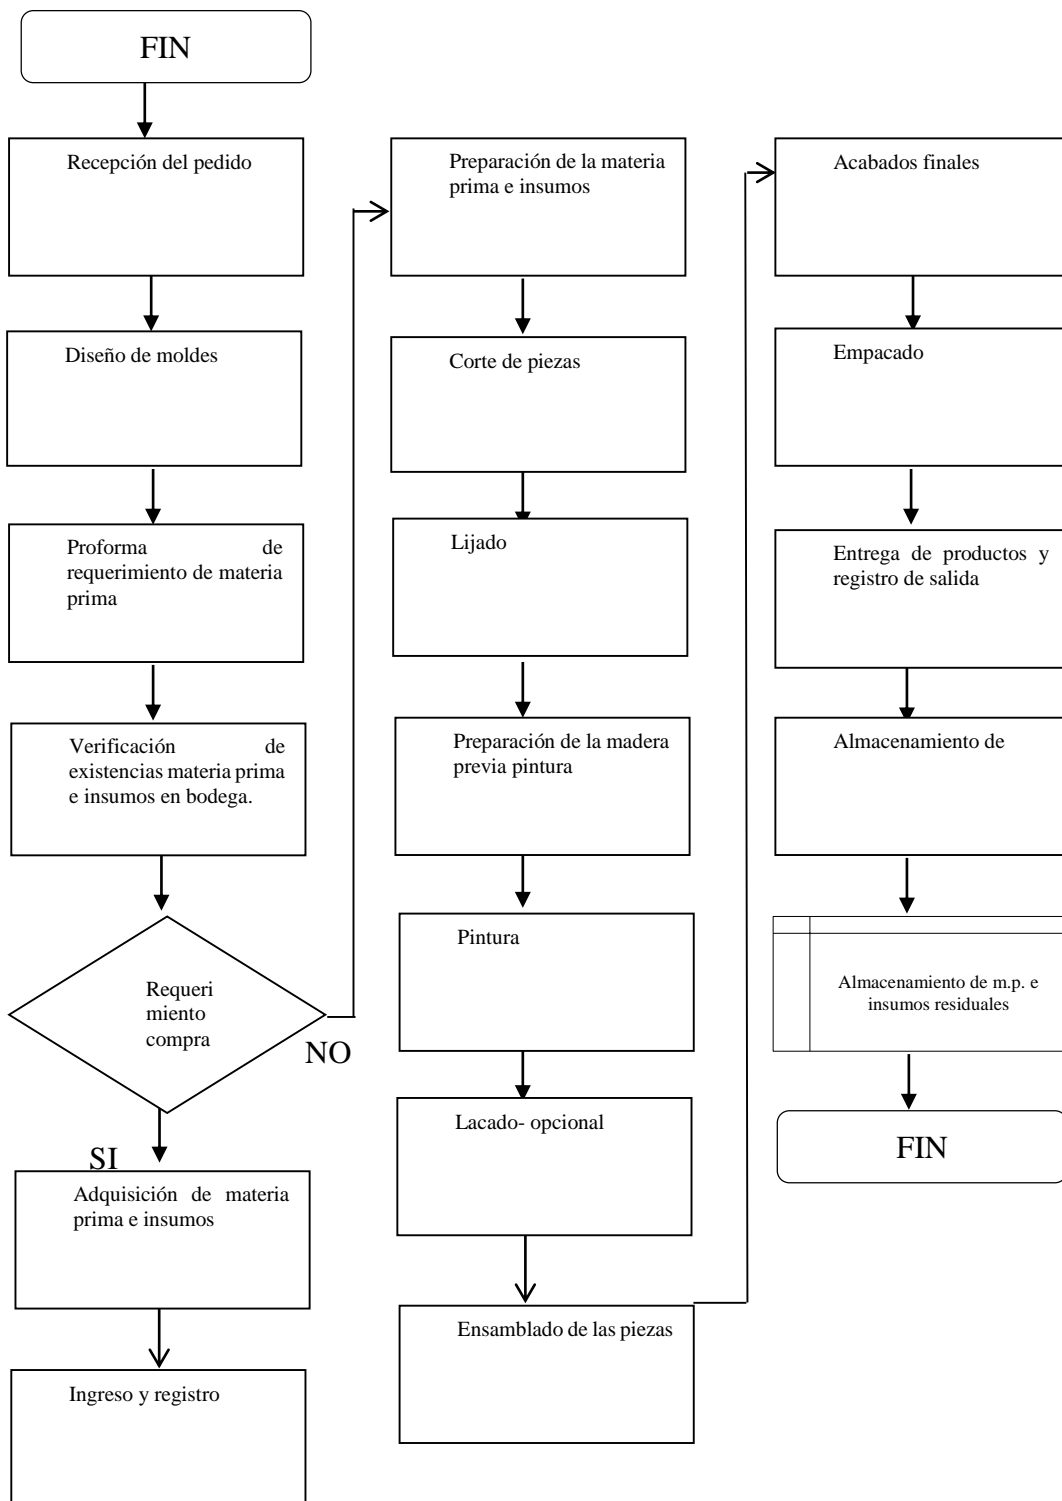 FIN
Recepción del pedido
Diseño de moldes
Proforma de
requerimiento de materia
prima
Verificación de
existencias materia prima
e insumos en bodega.
Requeri
miento
compra
NO
SI
Adquisición de materia
prima e insumos
Ingreso y registro
Preparación de la materia
prima e insumos
Corte de piezas
Lijado
Preparación de la madera
previa pintura
Pintura
Lacado- opcional
Ensamblado de las piezas
Acabados finales
Empacado
Entrega de productos y
registro de salida
Almacenamiento de
Almacenamiento de m.p. e
insumos residuales
FIN